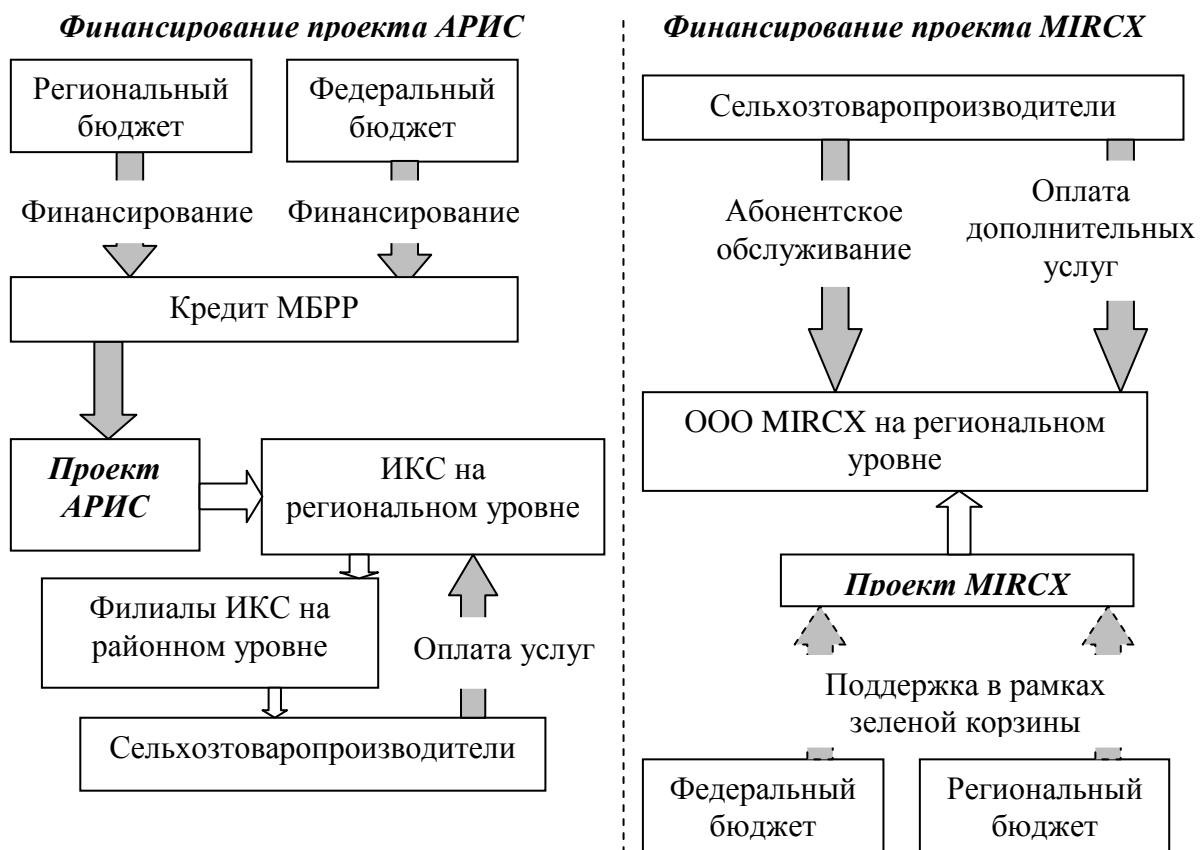 Финансирование проекта АРИС
Региональный
бюджет
Федеральный
бюджет
Финансирование
Финансирование
Кредит МБРР
Проект
АРИС
ИКС на
региональном уровне
Филиалы ИКС на
районном уровне
Оплата услуг
Сельхозтоваропроизводители
Финансирование проекта MIRCX
Сельхозтоваропроизводители
Абонентское
обслуживание
Оплата
дополнительных
услуг
ООО MIRCX на региональном
уровне
Проект MIRCX
Поддержка в рамках
зеленой корзины
Федеральный
бюджет
Региональный
бюджет